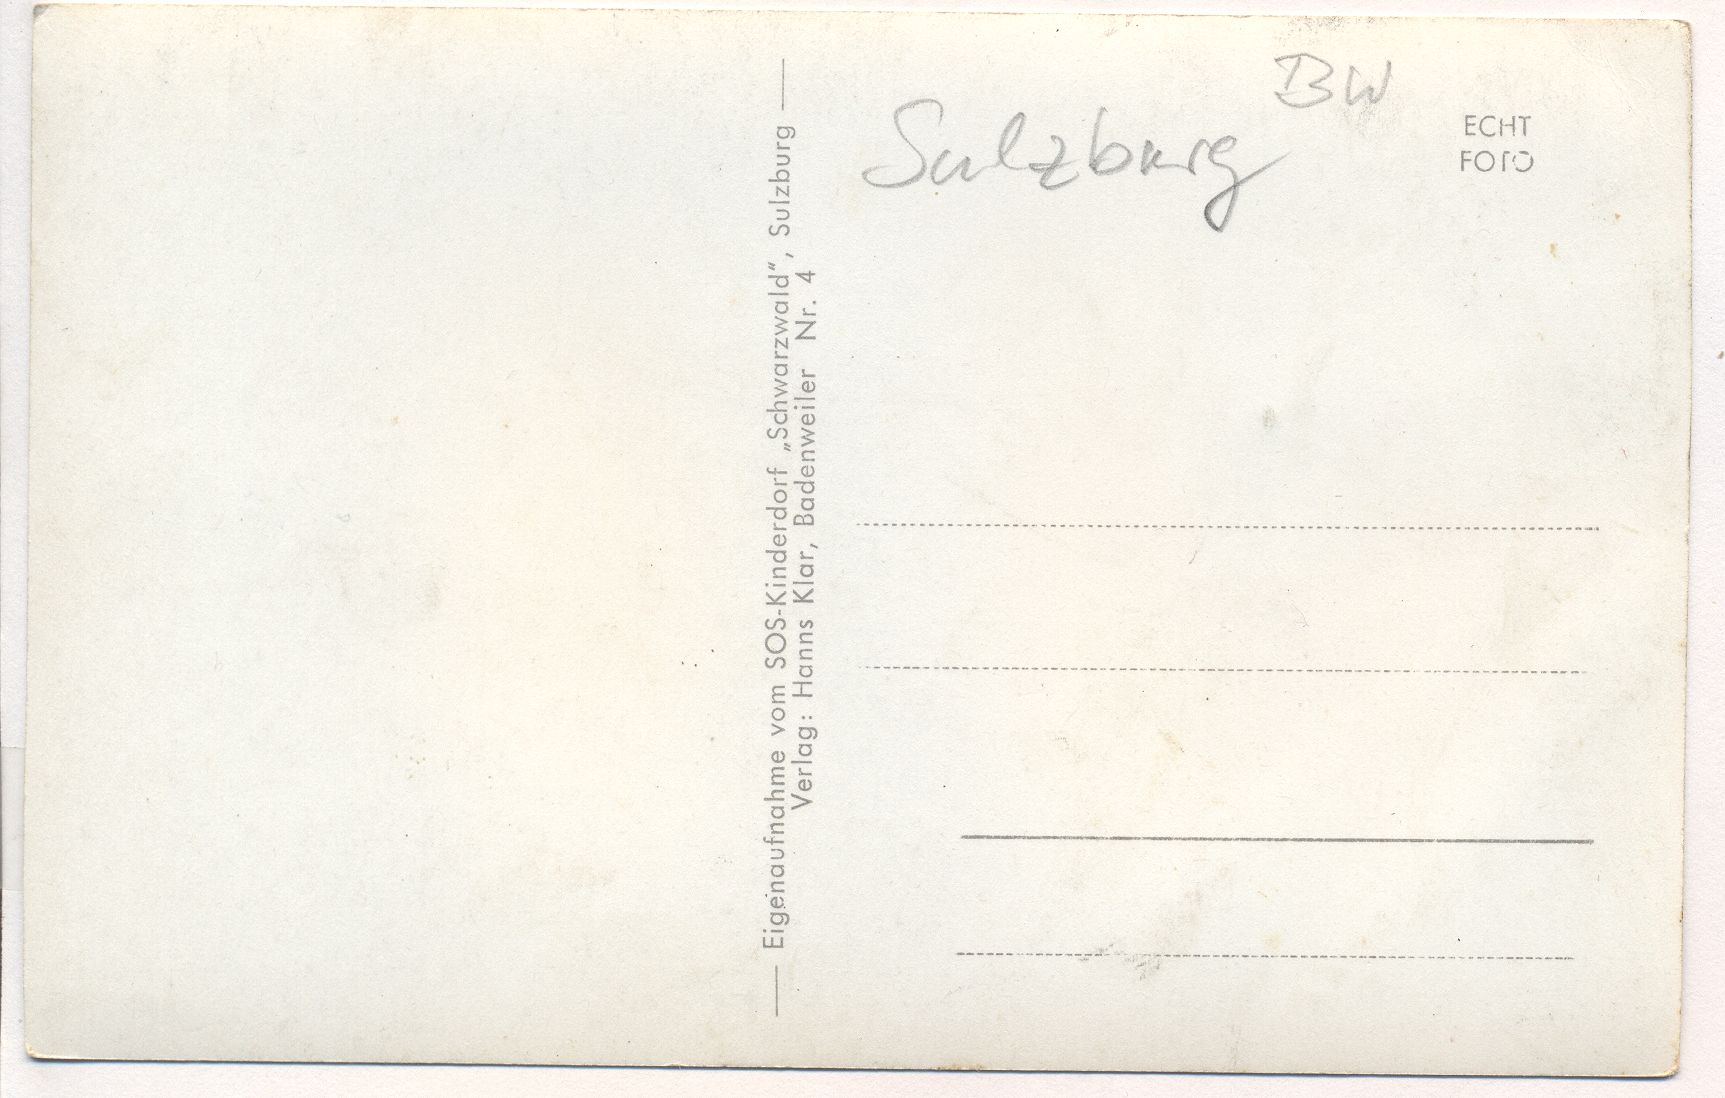 Eigenaufnahme vom SOS-Kinderdorf „Schwarzwald“, Sulzburg
Verlag: Hanns Klar, Badenweiler Nr. 4
BW
Sulzburg
ECHT
FOTO